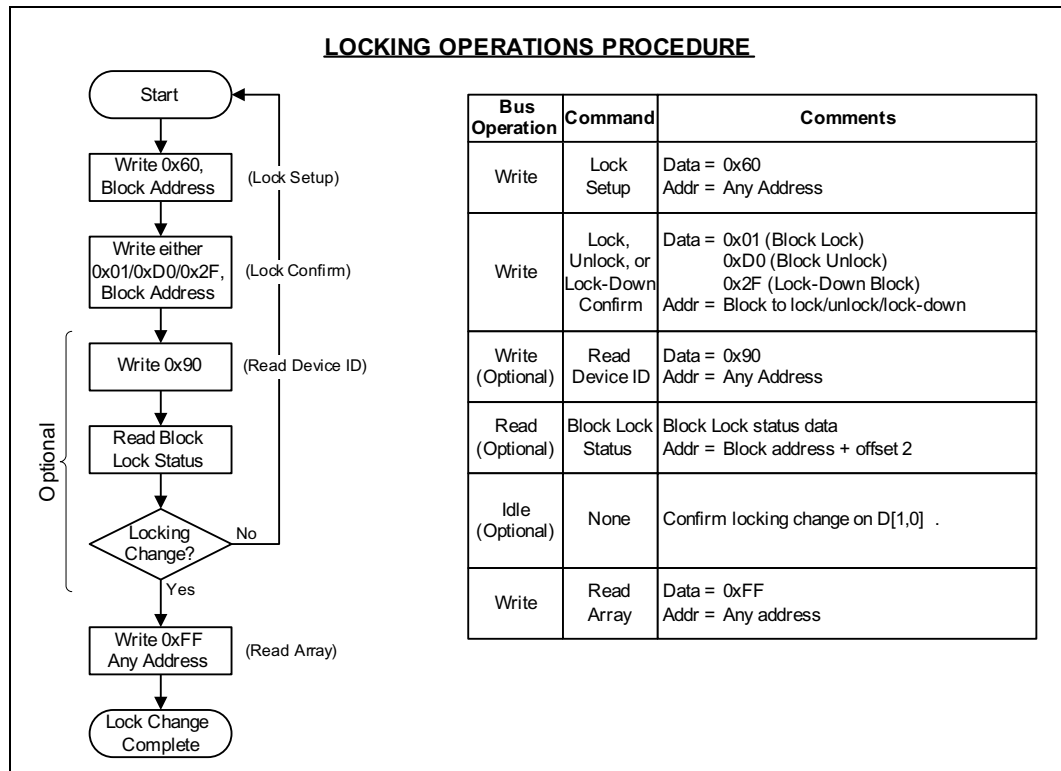 LOCKING OPERATIONS PROCEDURE
Start
Write 0x60,
Block Address
(Lock Setup)
Write either
0x01/0xD0/0x2F,
Block Address
(Lock Confirm)
Optional
Write 0x90
(Read Device ID)
Read Block
Lock Status
Locking
Change?
No
Yes
Write 0xFF
Any Address
(Read Array)
Lock Change
Complete
Bus
Operation
Command
Comments
Write
Lock
Setup
Data = 0x60
Addr = Any Address
Write
Lock,
Unlock, or
Lock-Down
Confirm
Data = 0x01 (Block Lock)
0xD0 (Block Unlock)
0x2F (Lock-Down Block)
Addr = Block to lock/unlock/lock-down
Write
(Optional)
Read
Device ID
Data = 0x90
Addr = Any Address
Read
(Optional)
Block Lock
Status
Block Lock status data
Addr = Block address + offset 2
Idle
(Optional)
None
Confirm locking change on D[1,0] .
Write
Read
Array
Data = 0xFF
Addr = Any address